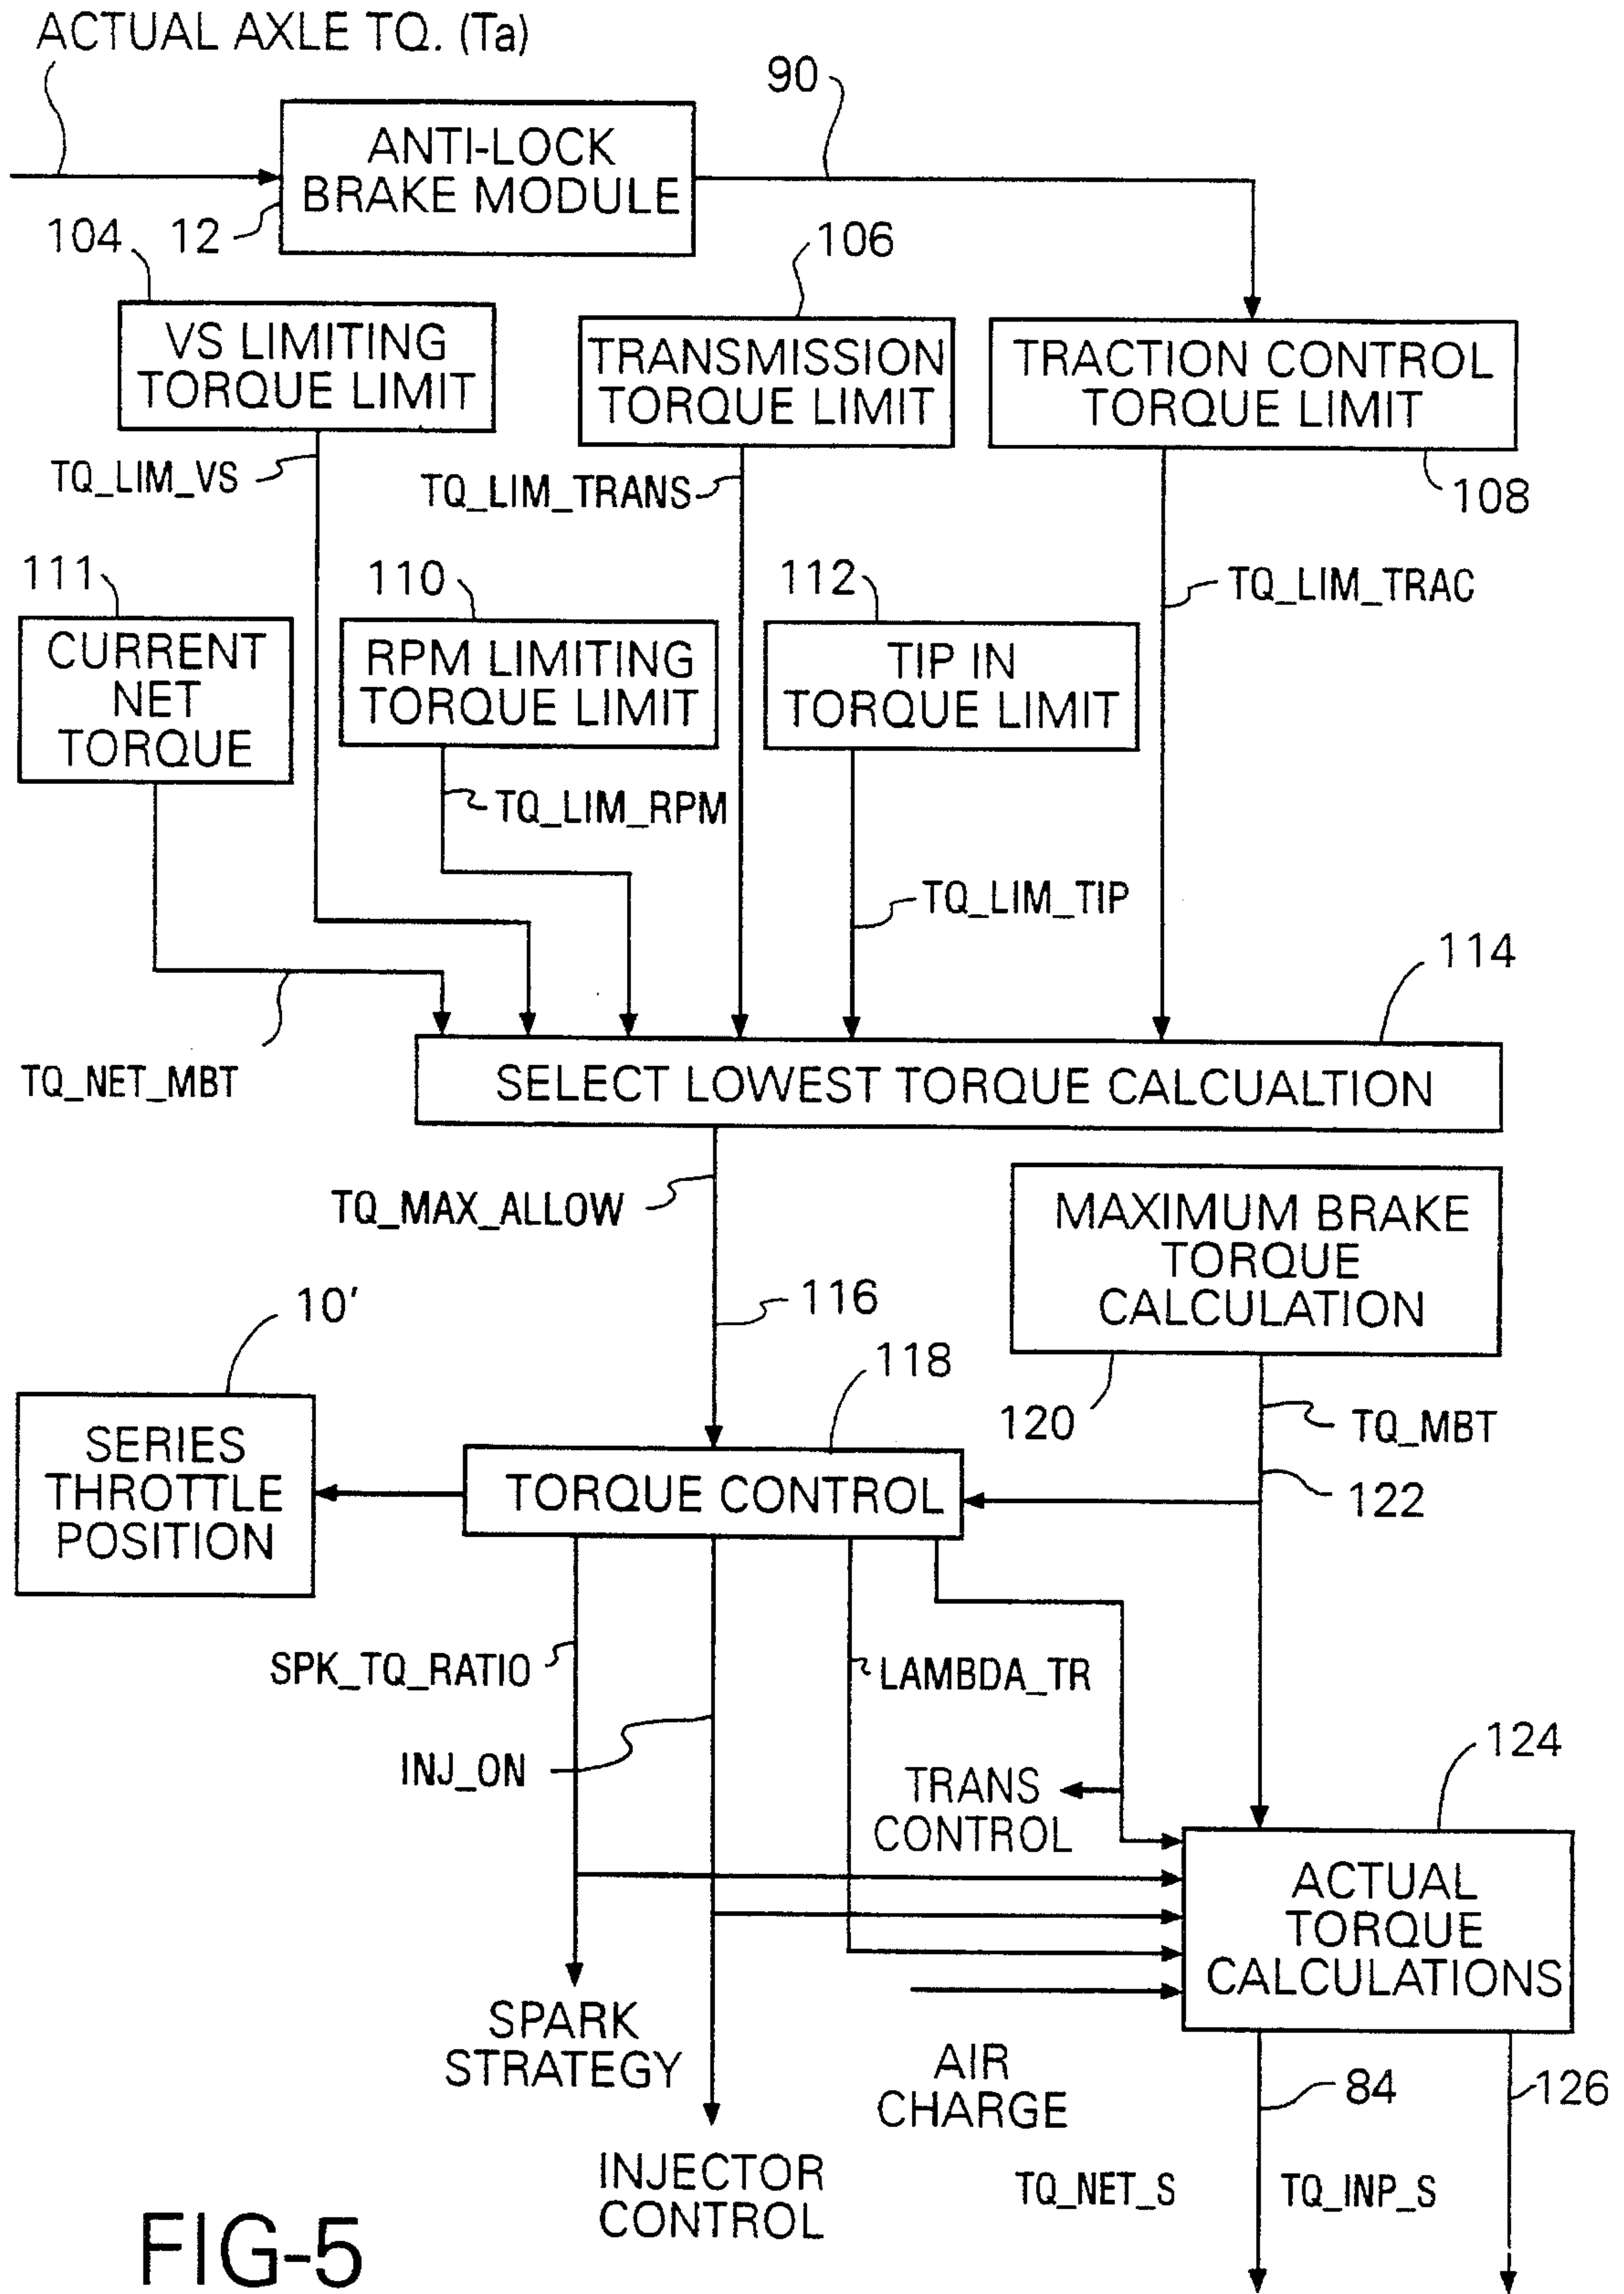 ACTUAL AXLE TQ. (Ta)
90
ANTI-LOCK
BRAKE MODULE
104
12
106
VS LIMITING
TORQUE LIMIT
TRANSMISSION
TORQUE LIMIT
TRACTION CONTROL
TORQUE LIMIT
TQ_LIM_VS
TQ_LIM_TRANS
108
111
110
112
TQ_LIM_TRAC
CURRENT
NET
TORQUE
RPM LIMITING
TORQUE LIMIT
TIP IN
TORQUE LIMIT
TQ_LIM_RPM
TQ_LIM_TIP
114
TQ_NET_MBT
SELECT LOWEST TORQUE CALCUALTION
TQ_MAX_ALLOW
MAXIMUM BRAKE
TORQUE
CALCULATION
10'
116
118
120
TQ_MBT
SERIES
THROTTLE
POSITION
TORQUE CONTROL
122
SPK_TQ_RATIO
LAMBDA_TR
INJ_ON
TRANS
CONTROL
124
ACTUAL
TORQUE
CALCULATIONS
SPARK
STRATEGY
AIR
CHARGE
84
126
INJECTOR
CONTROL
TQ_NET_S
TQ_INP_S
FIG-5